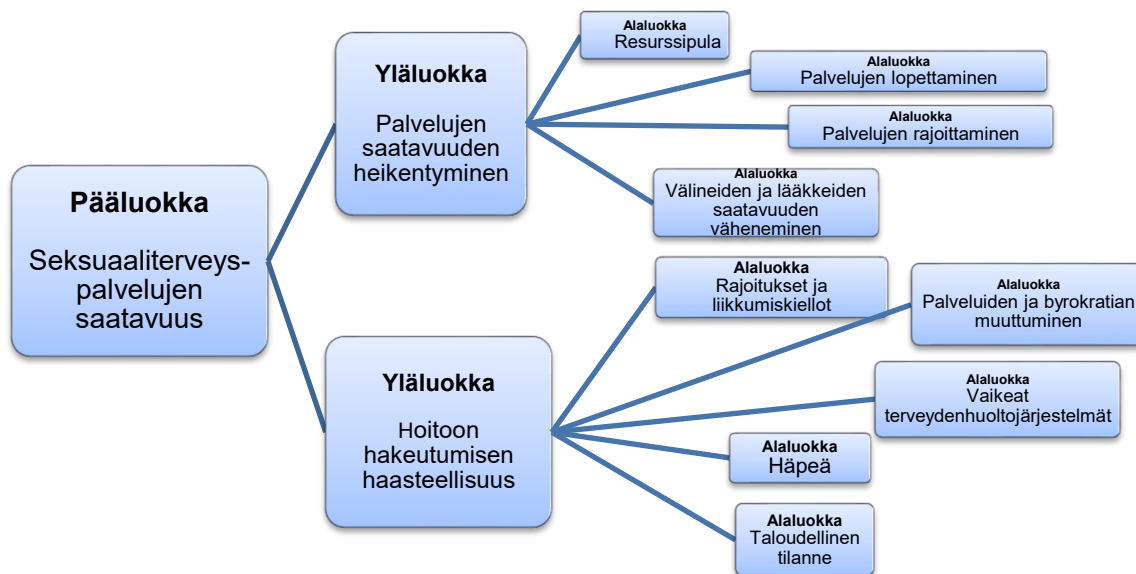 Pääluokka
Seksuaaliterveys-
palvelujen
saatavuus
Yläluokka
Palvelujen
saatavuuden
heikentyminen
Alaluokka
Resurssipula
Alaluokka
Palvelujen lopettaminen
Alaluokka
Palvelujen rajoittaminen
Alaluokka
Välineiden ja lääkkeiden
saatavuuden
väheneminen
Yläluokka
Hoitoon
hakeutumisen
haasteellisuus
Alaluokka
Rajoitukset ja
liikkumiskiellot
Alaluokka
Palveluiden ja byrokratian
muuttuminen
Alaluokka
Vaikeat
terveydenhuoltojärjestelmät
Alaluokka
Häpeä
Alaluokka
Taloudellinen
tilanne